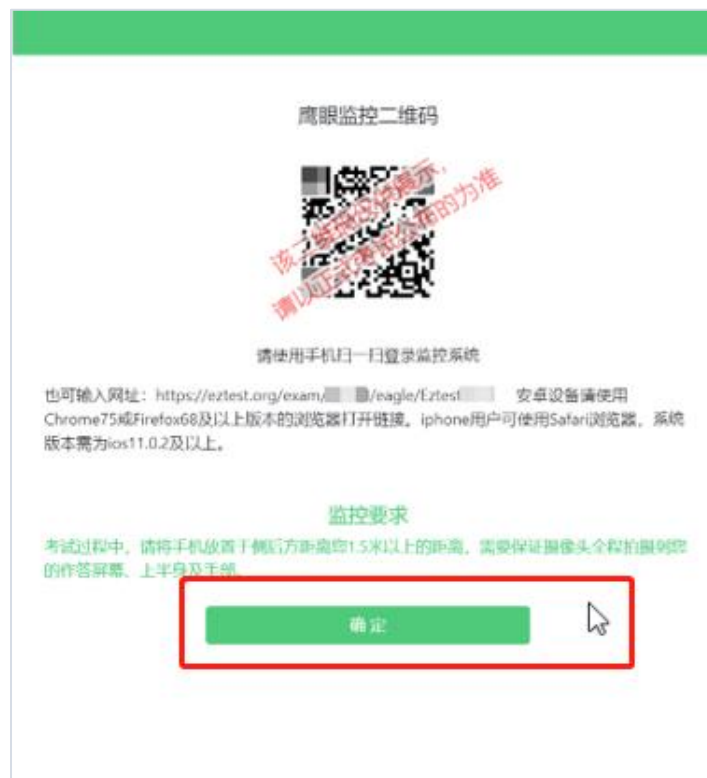 鹰眼监控二维码
该二维码仅供展示,
请以正式考试公布的为准
请使用手机扫一扫登录监控系统
也可输入网址：https://eztest.org/exam/ /eagle/Eztest 安卓设备请使用
Chrome75或Firefox68及以上版本的浏览器打开链接，iphone用户可使用Safari浏览器，系统
版本需为ios11.0.2及以上。
监控要求
考试过程中，请将手机放置于侧后方距离您1.5米以上的距离，需要保证摄像头全程拍摄到您
的作答屏幕、上半身及手部。
确定